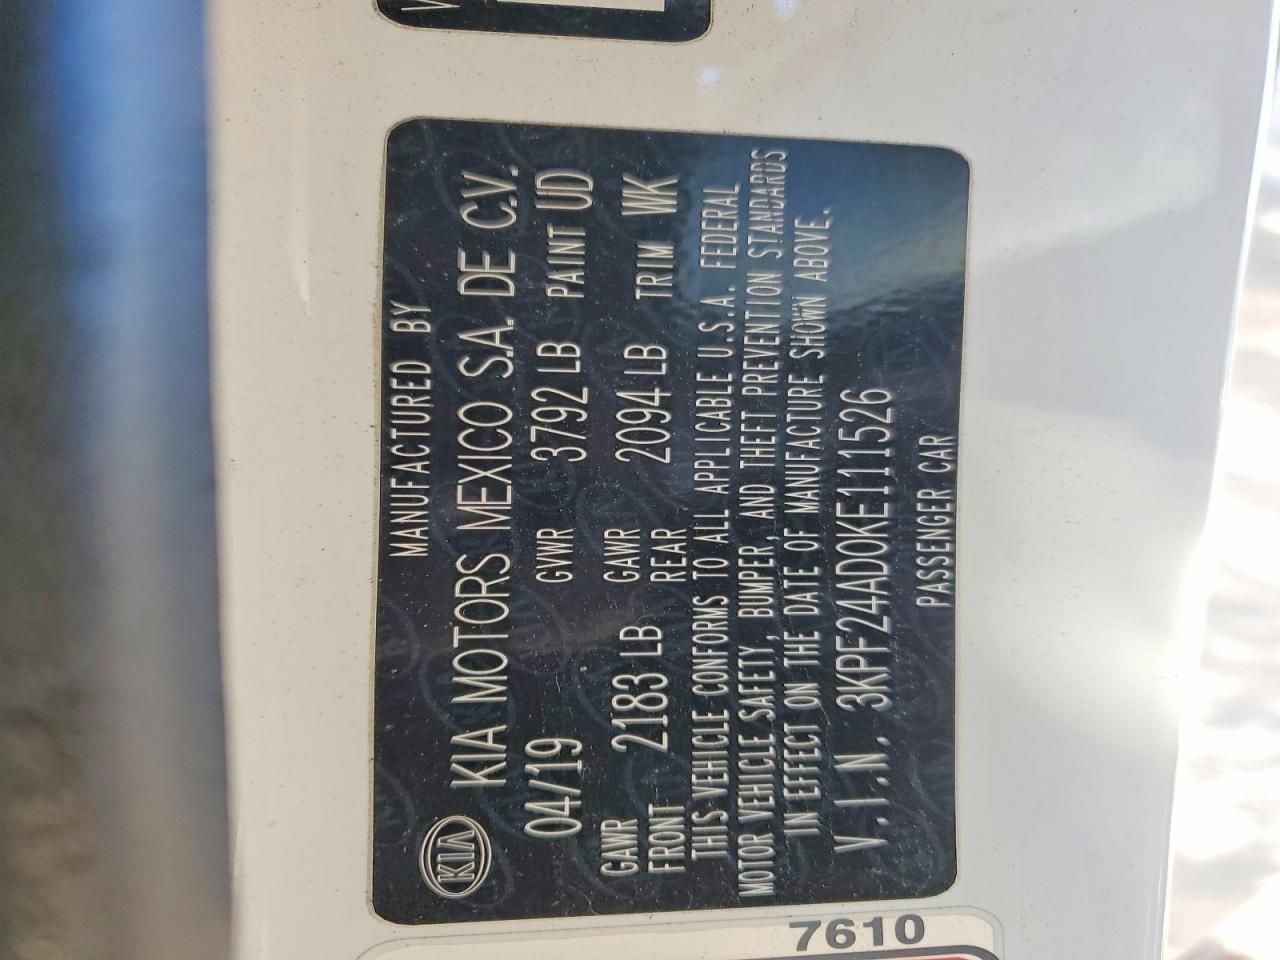 MANUFACTURED BY
KIA KIA MOTORS MEXICO S.A. DE C.V.
04/19 GVWR 3792 LB PAINT UD
GAWR FRONT 2183 LB GAWR REAR 2094 LB TRIM WK
THIS VEHICLE CONFORMS TO ALL APPLICABLE U.S.A. FEDERAL
MOTOR VEHICLE SAFETY, BUMPER, AND THEFT PREVENTION STANDARDS
IN EFFECT ON THE DATE OF MANUFACTURE SHOWN ABOVE.
V.I.N. 3KPF24AD0KE111526
PASSENGER CAR
7610